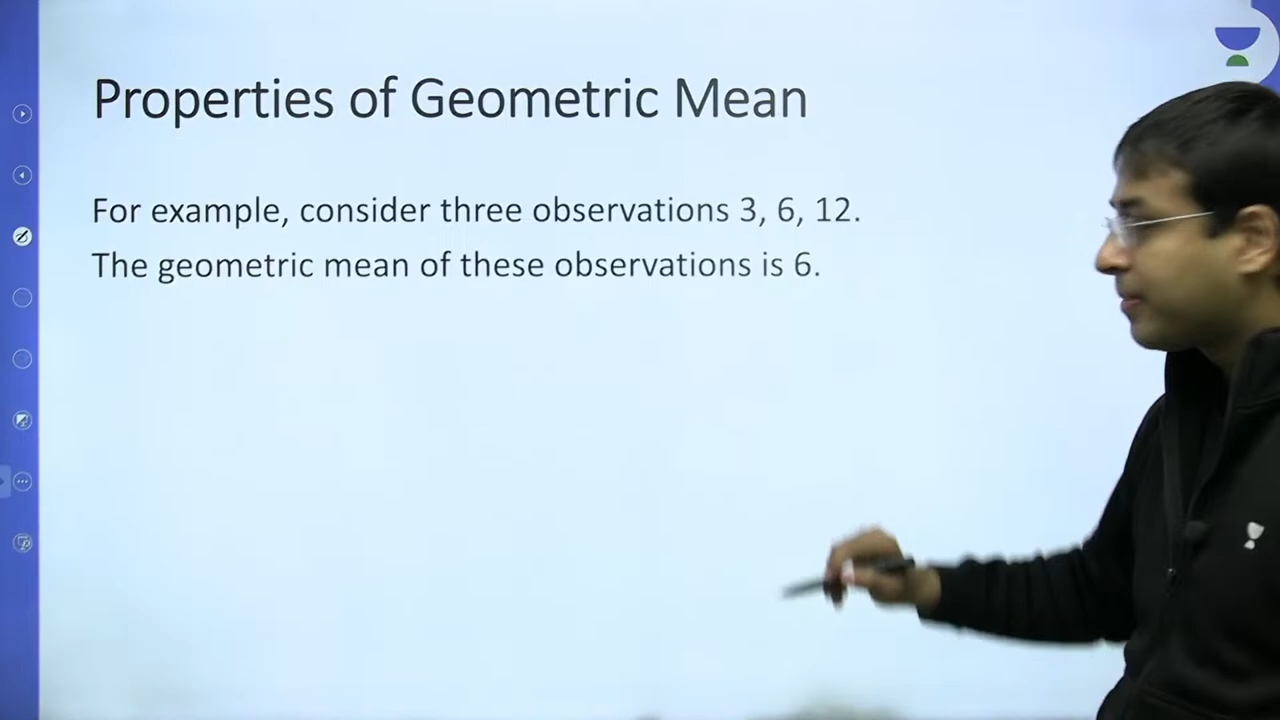 Properties of Geometric Mean
For example, consider three observations 3, 6, 12.
The geometric mean of these observations is 6.